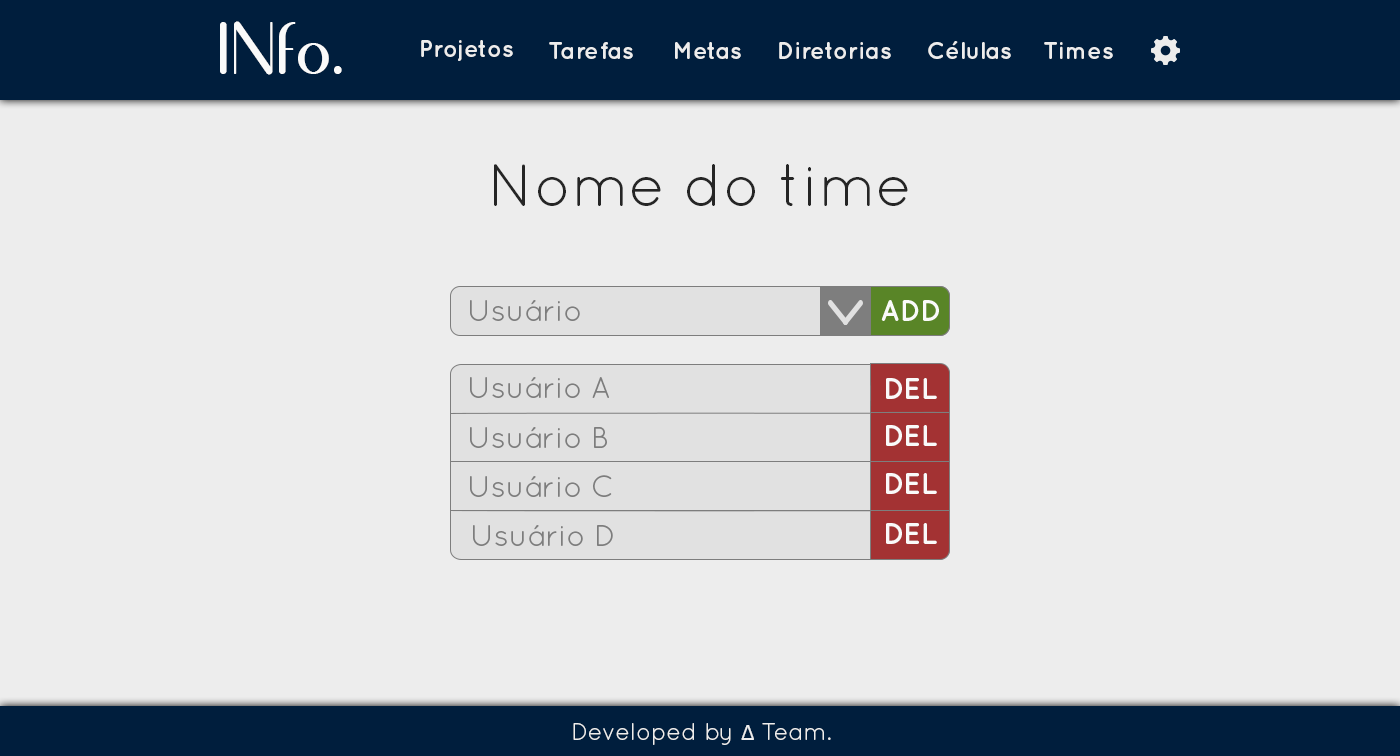 INfo. Projetos Tarefas Metas Diretorias Células Times
Nome do time
Usuário ADD
Usuário A DEL
Usuário B DEL
Usuário C DEL
Usuário D DEL
Developed by Δ Team.